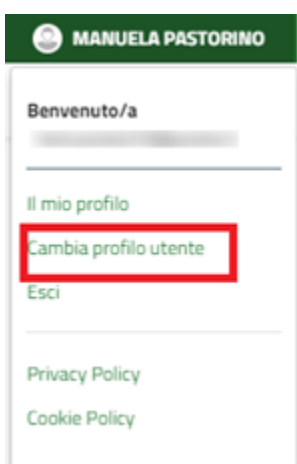 MANUELA PASTORINO
Benvenuto/a
Il mio profilo
Cambia profilo utente
Esci
Privacy Policy
Cookie Policy